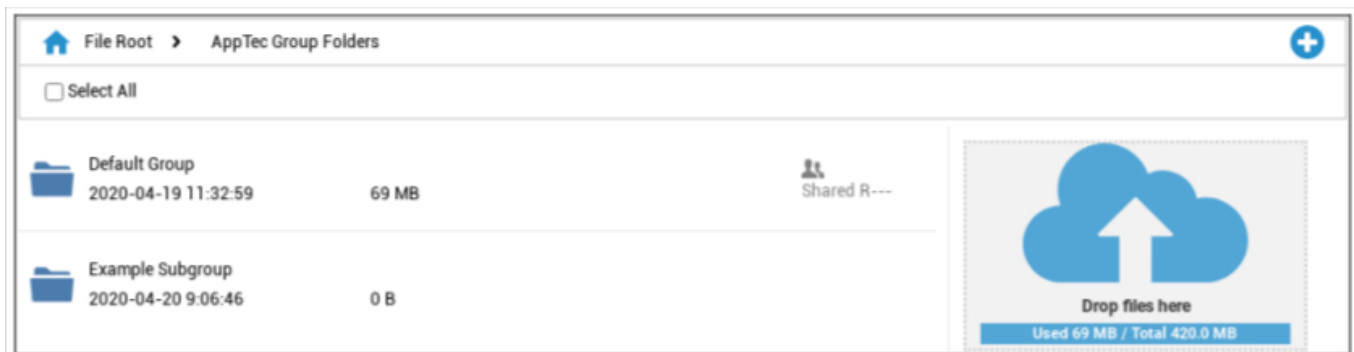 File Root > AppTec Group Folders
Select All
Default Group
2020-04-19 11:32:59 69 MB
Shared R---
Example Subgroup
2020-04-20 9:06:46 0 B
Drop files here
Used 69 MB / Total 420.0 MB